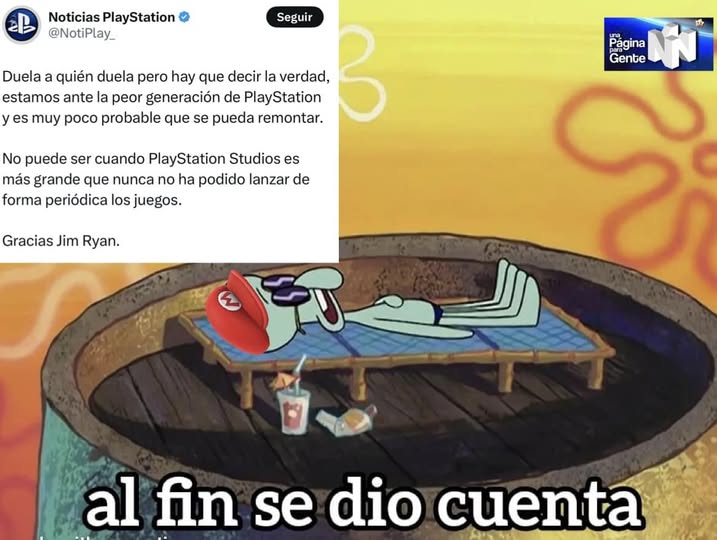 Noticias PlayStation
@NotiPlay_
Seguir
Duela a quién duela pero hay que decir la verdad,
estamos ante la peor generación de PlayStation
y es muy poco probable que se pueda remontar.
No puede ser cuando PlayStation Studios es
más grande que nunca no ha podido lanzar de
forma periódica los juegos.
Gracias Jim Ryan.
una
Página
para
Gente
M
al fin se dio cuenta